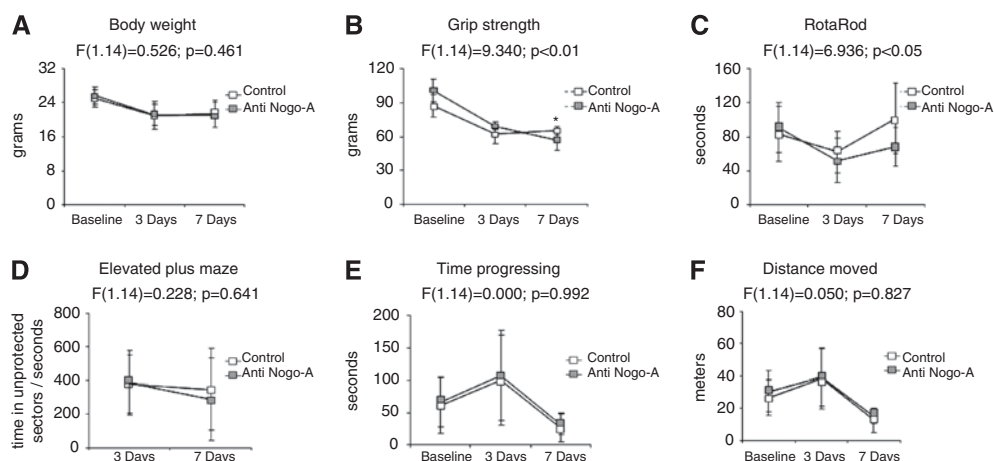 A Body weight
F(1.14)=0.526; p=0.461
32
24
16
8
0
grams
Control
Anti Nogo-A
Baseline 3 Days 7 Days
B Grip strength
F(1.14)=9.340; p<0.01
120
90
60
30
0
grams
*
Control
Anti Nogo-A
Baseline 3 Days 7 Days
C RotaRod
F(1.14)=6.936; p<0.05
160
120
80
40
0
seconds
Control
Anti Nogo-A
Baseline 3 Days 7 Days
D Elevated plus maze
F(1.14)=0.228; p=0.641
800
600
400
200
0
time in unprotected
sectors / seconds
Control
Anti Nogo-A
3 Days 7 Days
E Time progressing
F(1.14)=0.000; p=0.992
200
150
100
50
0
seconds
Control
Anti Nogo-A
Baseline 3 Days 7 Days
F Distance moved
F(1.14)=0.050; p=0.827
80
60
40
20
0
meters
Control
Anti Nogo-A
Baseline 3 Days 7 Days